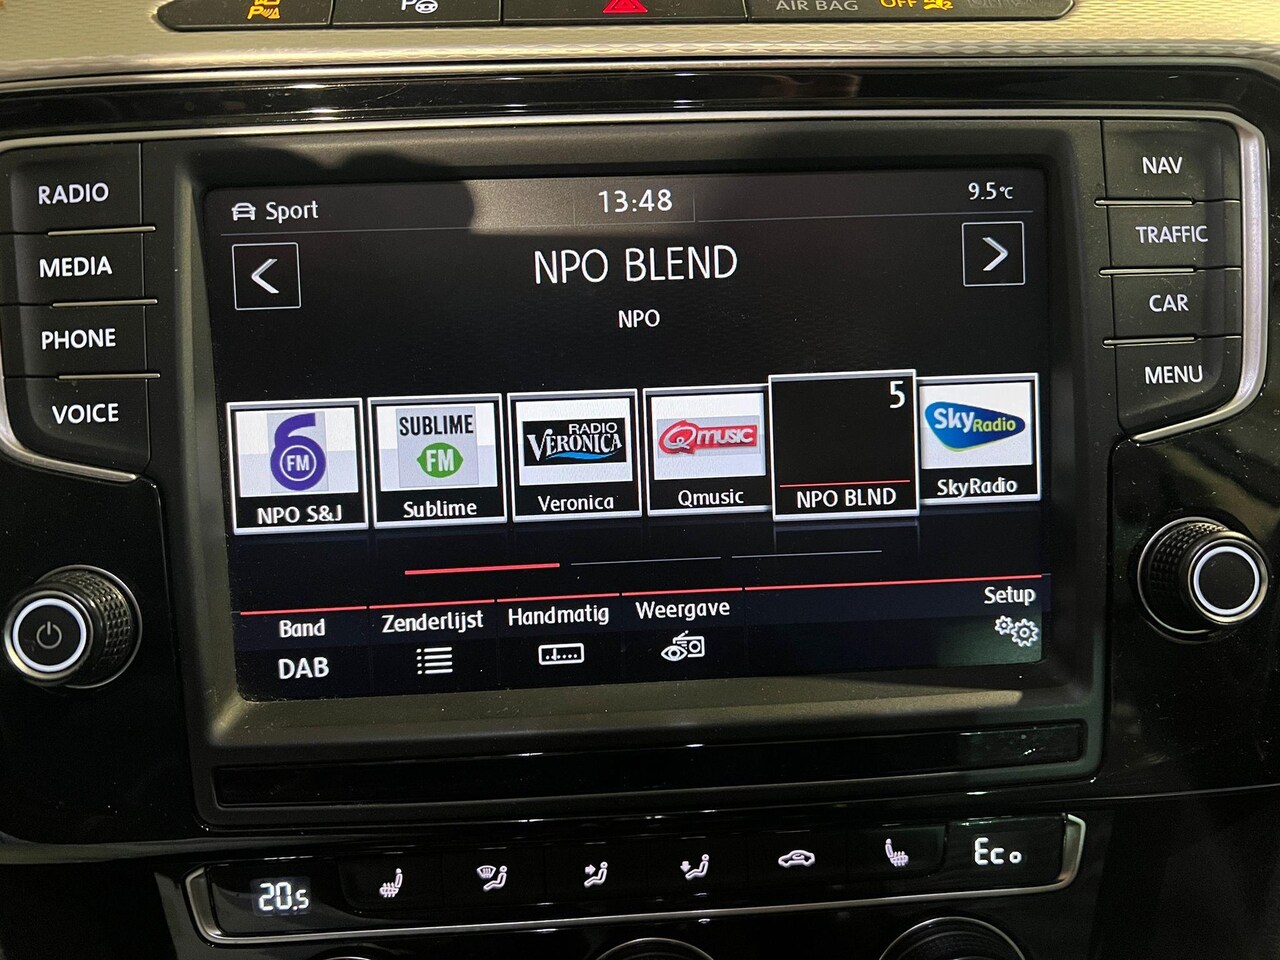 P
AIR BAG OFF
RADIO
MEDIA
PHONE
VOICE
NAV
TRAFFIC
CAR
MENU
Sport
13:48
9.5°C
NPO BLEND
NPO
6
FM
NPO S&J
SUBLIME
FM
Sublime
RADIO
VERONICA
Veronica
Qmusic
Qmusic
5
NPO BLND
Sky Radio
SkyRadio
Band
DAB
Zenderlijst
Handmatig
Weergave
Setup
20.5
Eco